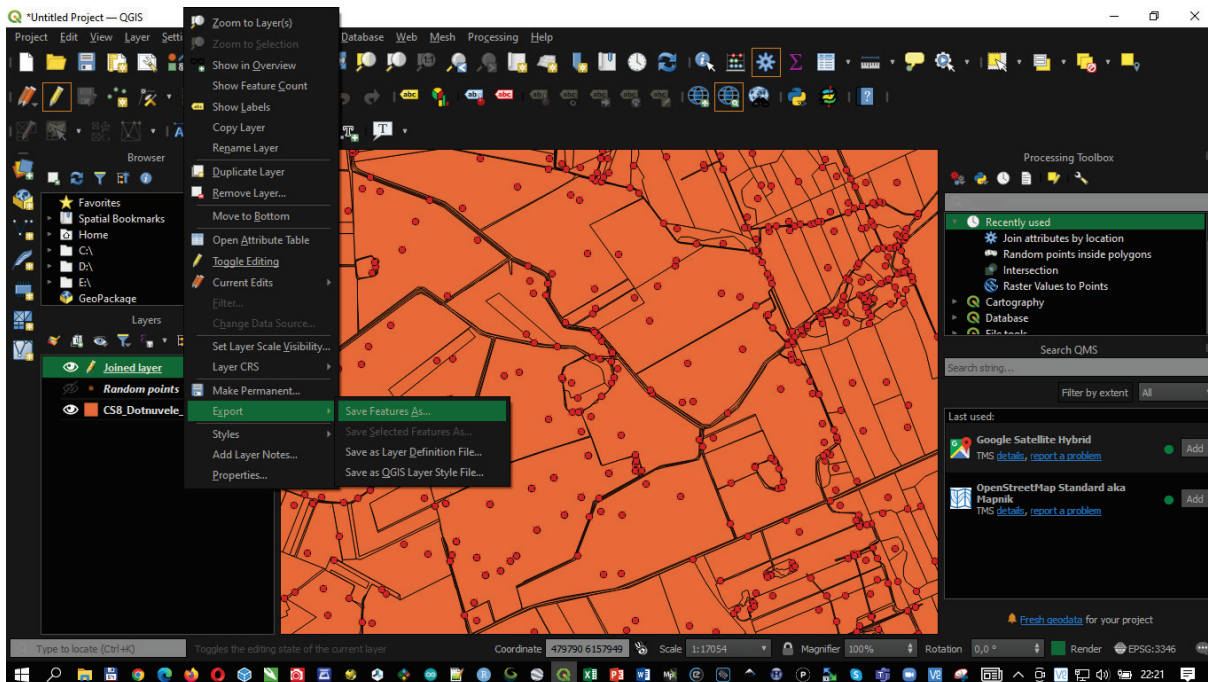 *Untitled Project — QGIS
Project Edit View Layer Setti
Database Web Mesh Processing Help
Zoom to Layer(s)
Zoom to Selection
Show in Overview
Show Feature Count
Show Labels
Copy Layer
Rename Layer
Duplicate Layer
Remove Layer...
Move to Bottom
Open Attribute Table
Toggle Editing
Current Edits
Filter...
Change Data Source...
Set Layer Scale Visibility...
Layer CRS
Make Permanent...
Export
Styles
Add Layer Notes...
Properties...
Save Features As...
Save Selected Features As...
Save as Layer Definition File...
Save as QGIS Layer Style File...
Browser
Favorites
Spatial Bookmarks
Home
C:\
D:\
E:\
GeoPackage
Layers
Joined layer
Random points
CS8_Dotnuvele_
Processing Toolbox
Recently used
Join attributes by location
Random points inside polygons
Intersection
Raster Values to Points
Cartography
Database
File tools
Search QMS
Search string...
Filter by extent All
Last used:
Google Satellite Hybrid
TMS details, report a problem
Add
OpenStreetMap Standard aka
Mapnik
TMS details, report a problem
Add
Fresh geodata for your project
Type to locate (Ctrl+K)
Toggles the editing state of the current layer
Coordinate 479790 6157949
Scale 1:17054
Magnifier 100%
Rotation 0,0 °
Render
EPSG:3346
22:21